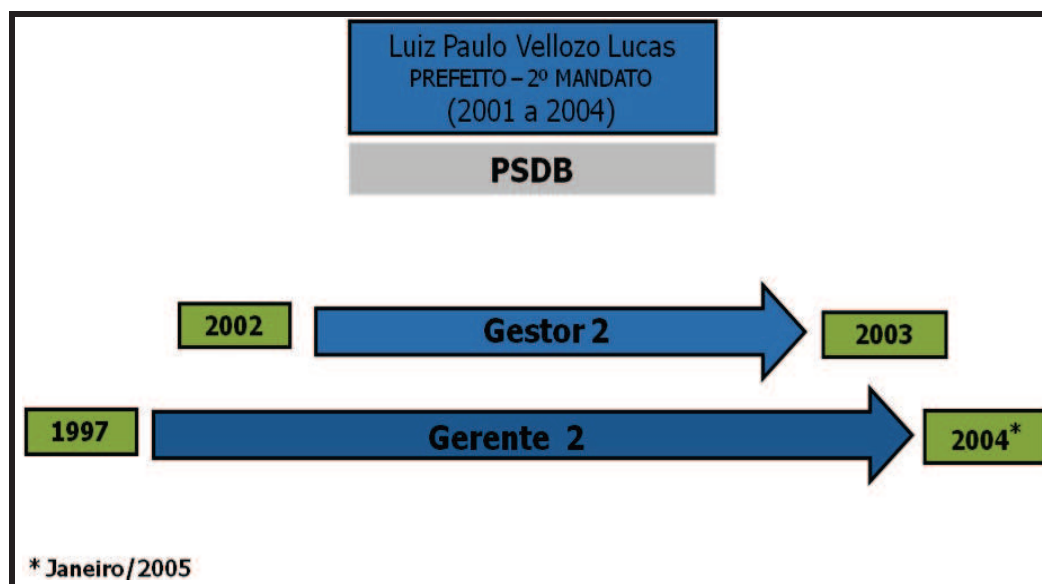 Luiz Paulo Vellozo Lucas
PREFEITO – 2º MANDATO
(2001 a 2004)
PSDB
2002
Gestor 2
2003
1997
Gerente 2
2004*
* Janeiro/2005